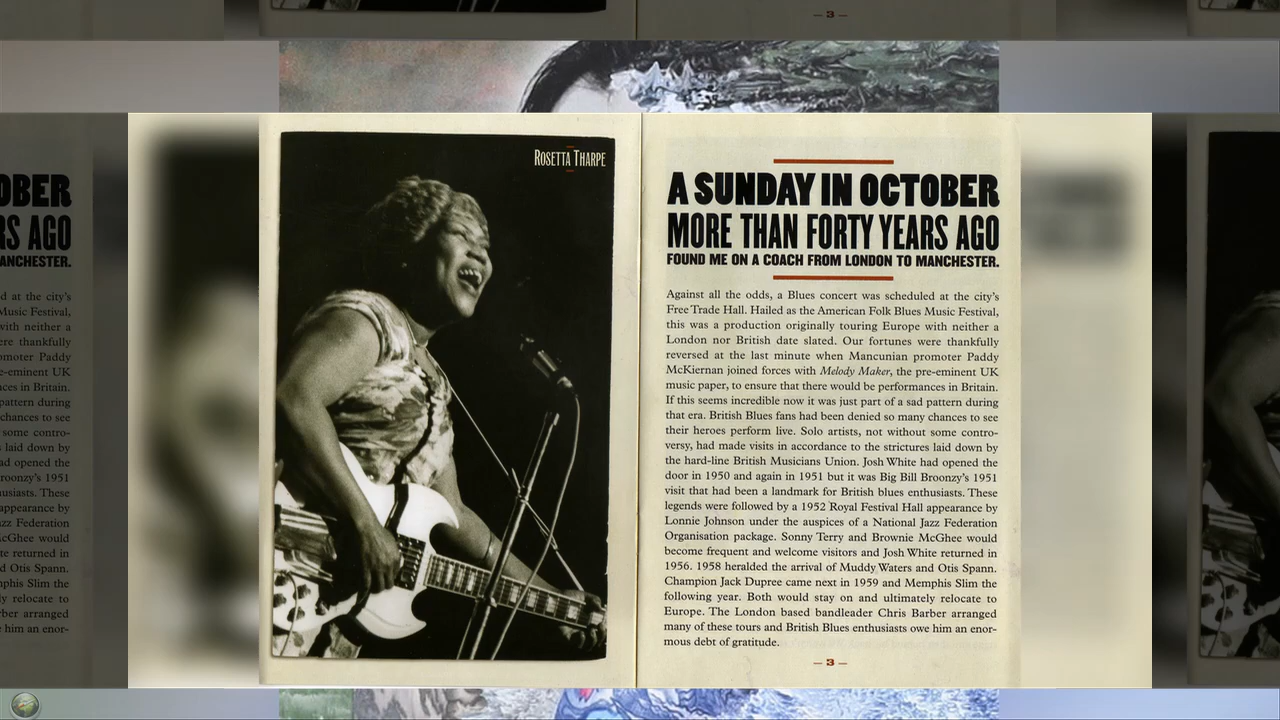 3
ROSETTA THARPE
A SUNDAY IN OCTOBER
MORE THAN FORTY YEARS AGO
FOUND ME ON A COACH FROM LONDON TO MANCHESTER.
Against all the odds, a Blues concert was scheduled at the city's
Free Trade Hall. Hailed as the American Folk Blues Music Festival,
this was a production originally touring Europe with neither a
London nor British date slated. Our fortunes were thankfully
reversed at the last minute when Mancunian promoter Paddy
McKiernan joined forces with Melody Maker, the pre-eminent UK
music paper, to ensure that there would be performances in Britain.
If this seems incredible now it was just part of a sad pattern during
that era. British Blues fans had been denied so many chances to see
their heroes perform live. Solo artists, not without some contro-
versy, had made visits in accordance to the strictures laid down by
the hard-line British Musicians Union. Josh White had opened the
door in 1950 and again in 1951 but it was Big Bill Broonzy's 1951
visit that had been a landmark for British blues enthusiasts. These
legends were followed by a 1952 Royal Festival Hall appearance by
Lonnie Johnson under the auspices of a National Jazz Federation
Organisation package. Sonny Terry and Brownie McGhee would
become frequent and welcome visitors and Josh White returned in
1956. 1958 heralded the arrival of Muddy Waters and Otis Spann.
Champion Jack Dupree came next in 1959 and Memphis Slim the
following year. Both would stay on and ultimately relocate to
Europe. The London based bandleader Chris Barber arranged
many of these tours and British Blues enthusiasts owe him an enor-
mous debt of gratitude.
3